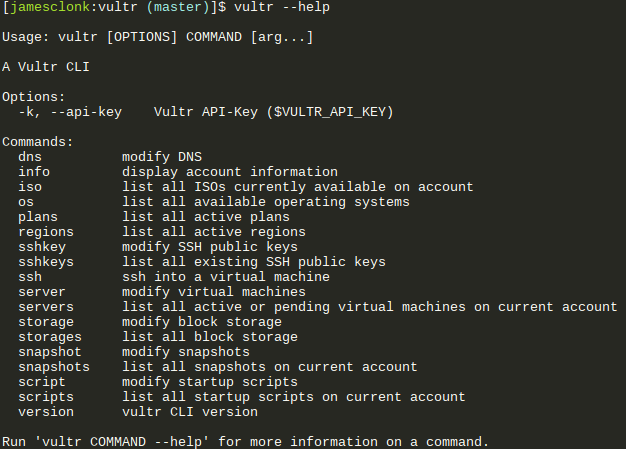 [jamesclonk:vultr (master)]$ vultr --help
Usage: vultr [OPTIONS] COMMAND [arg...]
A Vultr CLI
Options:
-k, --api-key    Vultr API-Key ($VULTR_API_KEY)
Commands:
dns          modify DNS
info         display account information
iso          list all ISOs currently available on account
os           list all available operating systems
plans        list all active plans
regions      list all active regions
sshkey       modify SSH public keys
sshkeys      list all existing SSH public keys
ssh          ssh into a virtual machine
server       modify virtual machines
servers      list all active or pending virtual machines on current account
storage      modify block storage
storages     list all block storage
snapshot     modify snapshots
snapshots    list all snapshots on current account
script       modify startup scripts
scripts      list all startup scripts on current account
version      vultr CLI version
Run 'vultr COMMAND --help' for more information on a command.